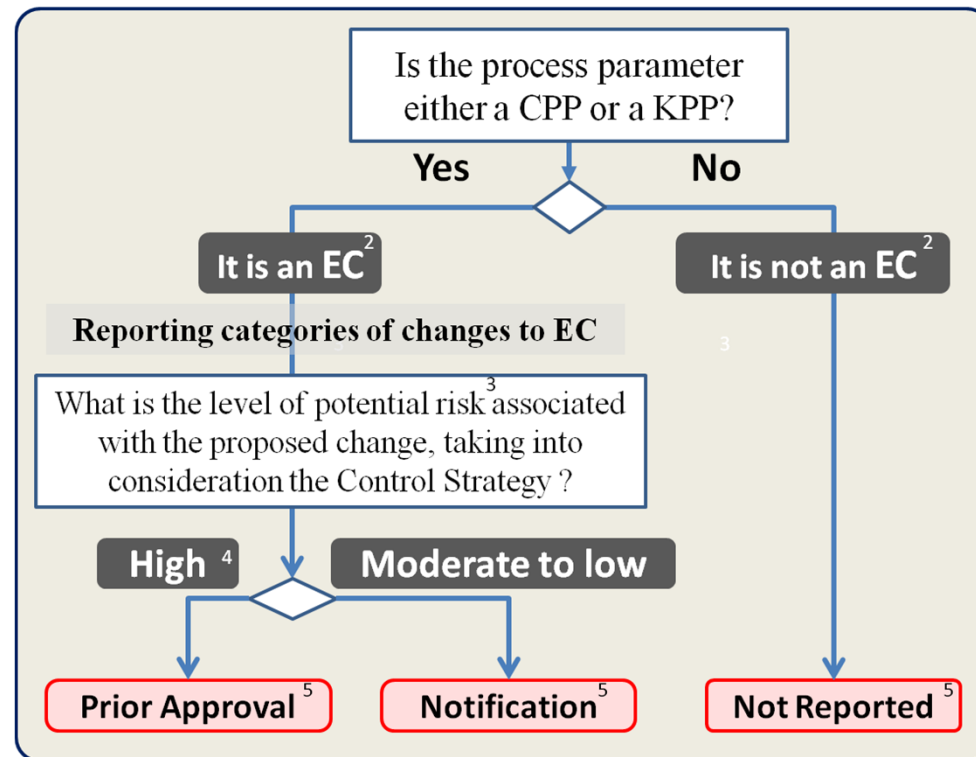 Is the process parameter
either a CPP or a KPP?
Yes
No
It is an EC2
It is not an EC2
Reporting categories of changes to EC
3
What is the level of potential risk3 associated
with the proposed change, taking into
consideration the Control Strategy ?
High 4
Moderate to low
Prior Approval 5
Notification 5
Not Reported 5